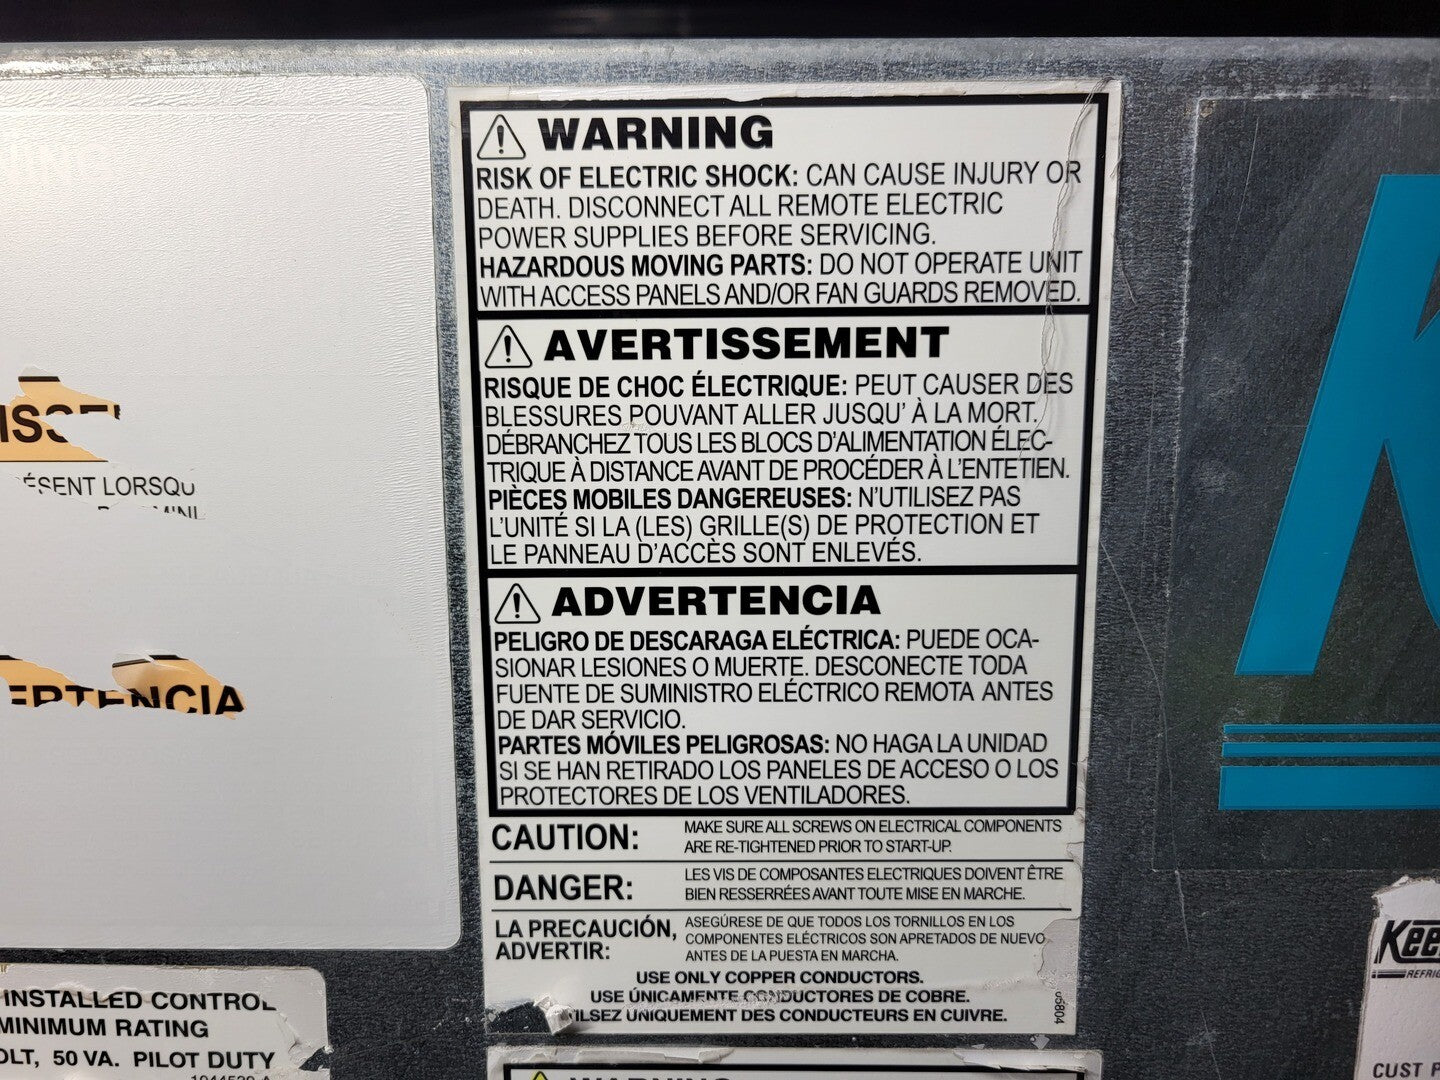 WARNING
RISK OF ELECTRIC SHOCK: CAN CAUSE INJURY OR
DEATH. DISCONNECT ALL REMOTE ELECTRIC
POWER SUPPLIES BEFORE SERVICING.
HAZARDOUS MOVING PARTS: DO NOT OPERATE UNIT
WITH ACCESS PANELS AND/OR FAN GUARDS REMOVED.
AVERTISSEMENT
RISQUE DE CHOC ÉLECTRIQUE: PEUT CAUSER DES
BLESSURES POUVANT ALLER JUSQU' À LA MORT.
DÉBRANCHEZ TOUS LES BLOCS D'ALIMENTATION ÉLEC-
TRIQUE À DISTANCE AVANT DE PROCÉDER À L'ENTETIEN.
PIÈCES MOBILES DANGEREUSES: N'UTILISEZ PAS
L'UNITÉ SI LA (LES) GRILLE(S) DE PROTECTION ET
LE PANNEAU D'ACCÈS SONT ENLEVÉS.
ADVERTENCIA
PELIGRO DE DESCARAGA ELÉCTRICA: PUEDE OCA-
SIONAR LESIONES O MUERTE. DESCONECTE TODA
FUENTE DE SUMINISTRO ELÉCTRICO REMOTA ANTES
DE DAR SERVICIO.
PARTES MÓVILES PELIGROSAS: NO HAGA LA UNIDAD
SI SE HAN RETIRADO LOS PANELES DE ACCESO O LOS
PROTECTORES DE LOS VENTILADORES.
CAUTION: MAKE SURE ALL SCREWS ON ELECTRICAL COMPONENTS
ARE RE-TIGHTENED PRIOR TO START-UP.
DANGER: LES VIS DE COMPOSANTES ELECTRIQUES DOIVENT ÊTRE
BIEN RESSERRÉES AVANT TOUTE MISE EN MARCHE.
LA PRECAUCIÓN, ADVERTIR: ASEGÚRESE DE QUE TODOS LOS TORNILLOS EN LOS
COMPONENTES ELÉCTRICOS SON APRETADOS DE NUEVO
ANTES DE LA PUESTA EN MARCHA.
USE ONLY COPPER CONDUCTORS.
USE ÚNICAMENTE CONDUCTORES DE COBRE.
TILSEZ UNIQUEMENT DES CONDUCTEURS EN CUIVRE.
ISSE
ÉSENT LORSQU
ERTENCIA
INSTALLED CONTROL
MINIMUM RATING
OLT, 50 VA. PILOT DUTY
Kee
REFRIG
CUST P
WARNING